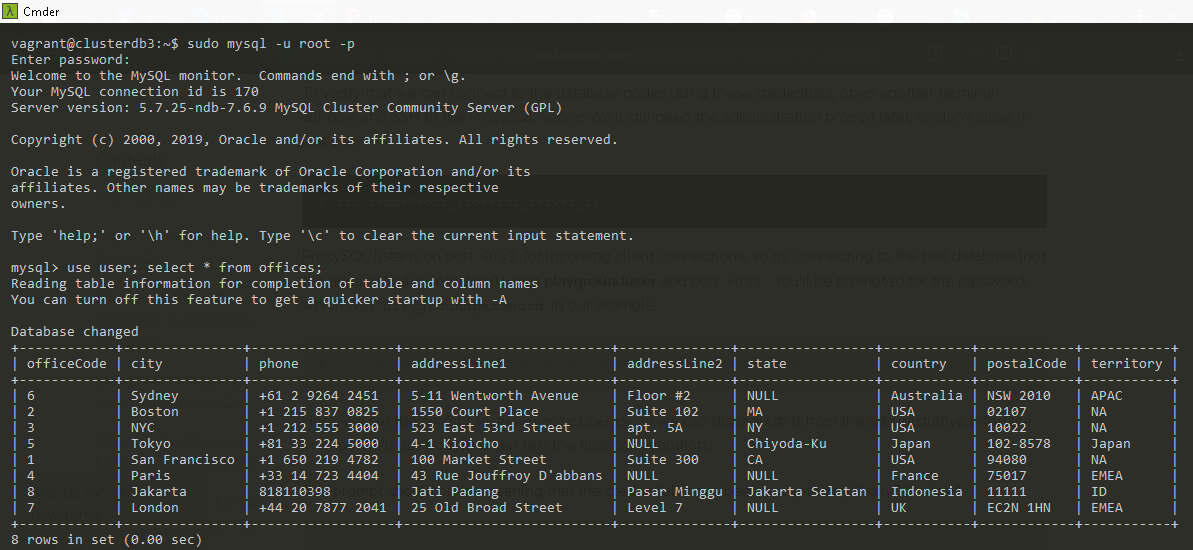 λ Cmder
vagrant@clusterdb3:~$ sudo mysql -u root -p
Enter password:
Welcome to the MySQL monitor.  Commands end with ; or \g.
Your MySQL connection id is 170
Server version: 5.7.25-ndb-7.6.9 MySQL Cluster Community Server (GPL)
Copyright (c) 2000, 2019, Oracle and/or its affiliates. All rights reserved.
Oracle is a registered trademark of Oracle Corporation and/or its
affiliates. Other names may be trademarks of their respective
owners.
Type 'help;' or '\h' for help. Type '\c' to clear the current input statement.
mysql> use user; select * from offices;
Reading table information for completion of table and column names
You can turn off this feature to get a quicker startup with -A
Database changed
+------------+---------------+------------------+--------------------------+--------------+-----------------+-----------+------------+-----------+
| officeCode | city          | phone            | addressLine1             | addressLine2 | state           | country   | postalCode | territory |
+------------+---------------+------------------+--------------------------+--------------+-----------------+-----------+------------+-----------+
| 6          | Sydney        | +61 2 9264 2451  | 5-11 Wentworth Avenue    | Floor #2     | NULL            | Australia | NSW 2010   | APAC      |
| 2          | Boston        | +1 215 837 0825  | 1550 Court Place         | Suite 102    | MA              | USA       | 02107      | NA        |
| 3          | NYC           | +1 212 555 3000  | 523 East 53rd Street     | apt. 5A      | NY              | USA       | 10022      | NA        |
| 5          | Tokyo         | +81 33 224 5000  | 4-1 Kioicho              | NULL         | Chiyoda-Ku      | Japan     | 102-8578   | Japan     |
| 1          | San Francisco | +1 650 219 4782  | 100 Market Street        | Suite 300    | CA              | USA       | 94080      | NA        |
| 4          | Paris         | +33 14 723 4404  | 43 Rue Jouffroy D'abbans | NULL         | NULL            | France    | 75017      | EMEA      |
| 8          | Jakarta       | 818110398        | Jati Padang              | Pasar Minggu | Jakarta Selatan | Indonesia | 11111      | ID        |
| 7          | London        | +44 20 7877 2041 | 25 Old Broad Street      | Level 7      | NULL            | UK        | EC2N 1HN   | EMEA      |
+------------+---------------+------------------+--------------------------+--------------+-----------------+-----------+------------+-----------+
8 rows in set (0.00 sec)